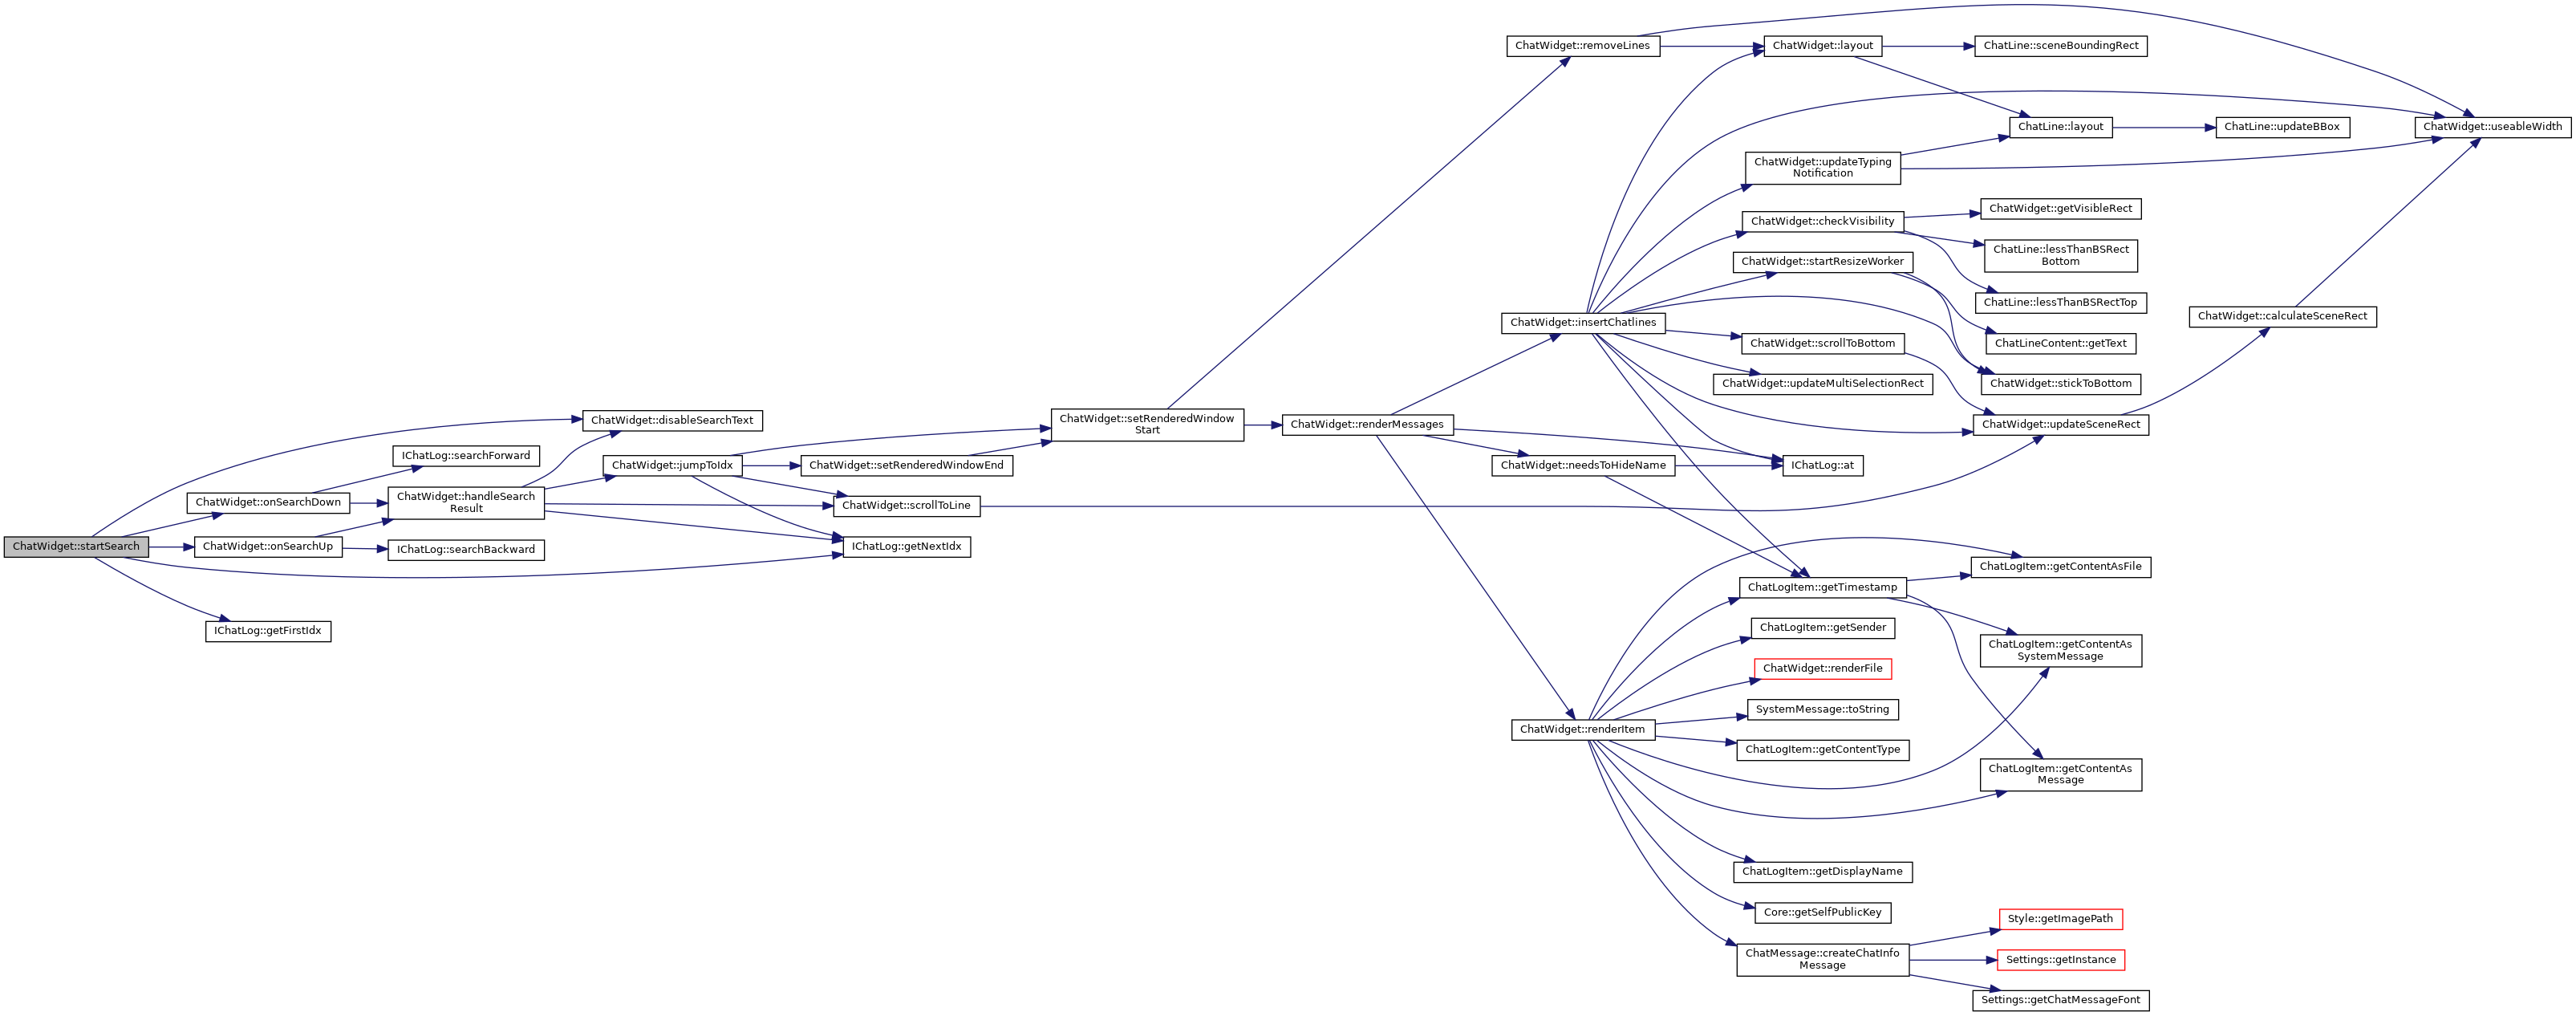 ChatWidget::startSearch
ChatWidget::disableSearchText
IChatLog::searchForward
ChatWidget::onSearchDown
ChatWidget::handleSearch
Result
ChatWidget::onSearchUp
IChatLog::searchBackward
IChatLog::getFirstIdx
ChatWidget::jumpToIdx
ChatWidget::setRenderedWindowEnd
ChatWidget::scrollToLine
IChatLog::getNextIdx
ChatWidget::setRenderedWindow
Start
ChatWidget::renderMessages
ChatWidget::removeLines
ChatWidget::insertChatlines
ChatWidget::needsToHideName
ChatWidget::renderItem
ChatWidget::layout
ChatWidget::updateTyping
Notification
ChatWidget::checkVisibility
ChatWidget::startResizeWorker
ChatWidget::scrollToBottom
ChatWidget::updateMultiSelectionRect
IChatLog::at
ChatLogItem::getTimestamp
ChatLogItem::getSender
ChatWidget::renderFile
SystemMessage::toString
ChatLogItem::getContentType
ChatLogItem::getDisplayName
Core::getSelfPublicKey
ChatMessage::createChatInfo
Message
ChatLine::sceneBoundingRect
ChatLine::layout
ChatWidget::getVisibleRect
ChatLine::lessThanBSRect
Bottom
ChatLine::lessThanBSRectTop
ChatLineContent::getText
ChatWidget::stickToBottom
ChatWidget::updateSceneRect
ChatLogItem::getContentAsFile
ChatLogItem::getContentAs
SystemMessage
ChatLogItem::getContentAs
Message
Style::getImagePath
Settings::getInstance
Settings::getChatMessageFont
ChatLine::updateBBox
ChatWidget::calculateSceneRect
ChatWidget::useableWidth